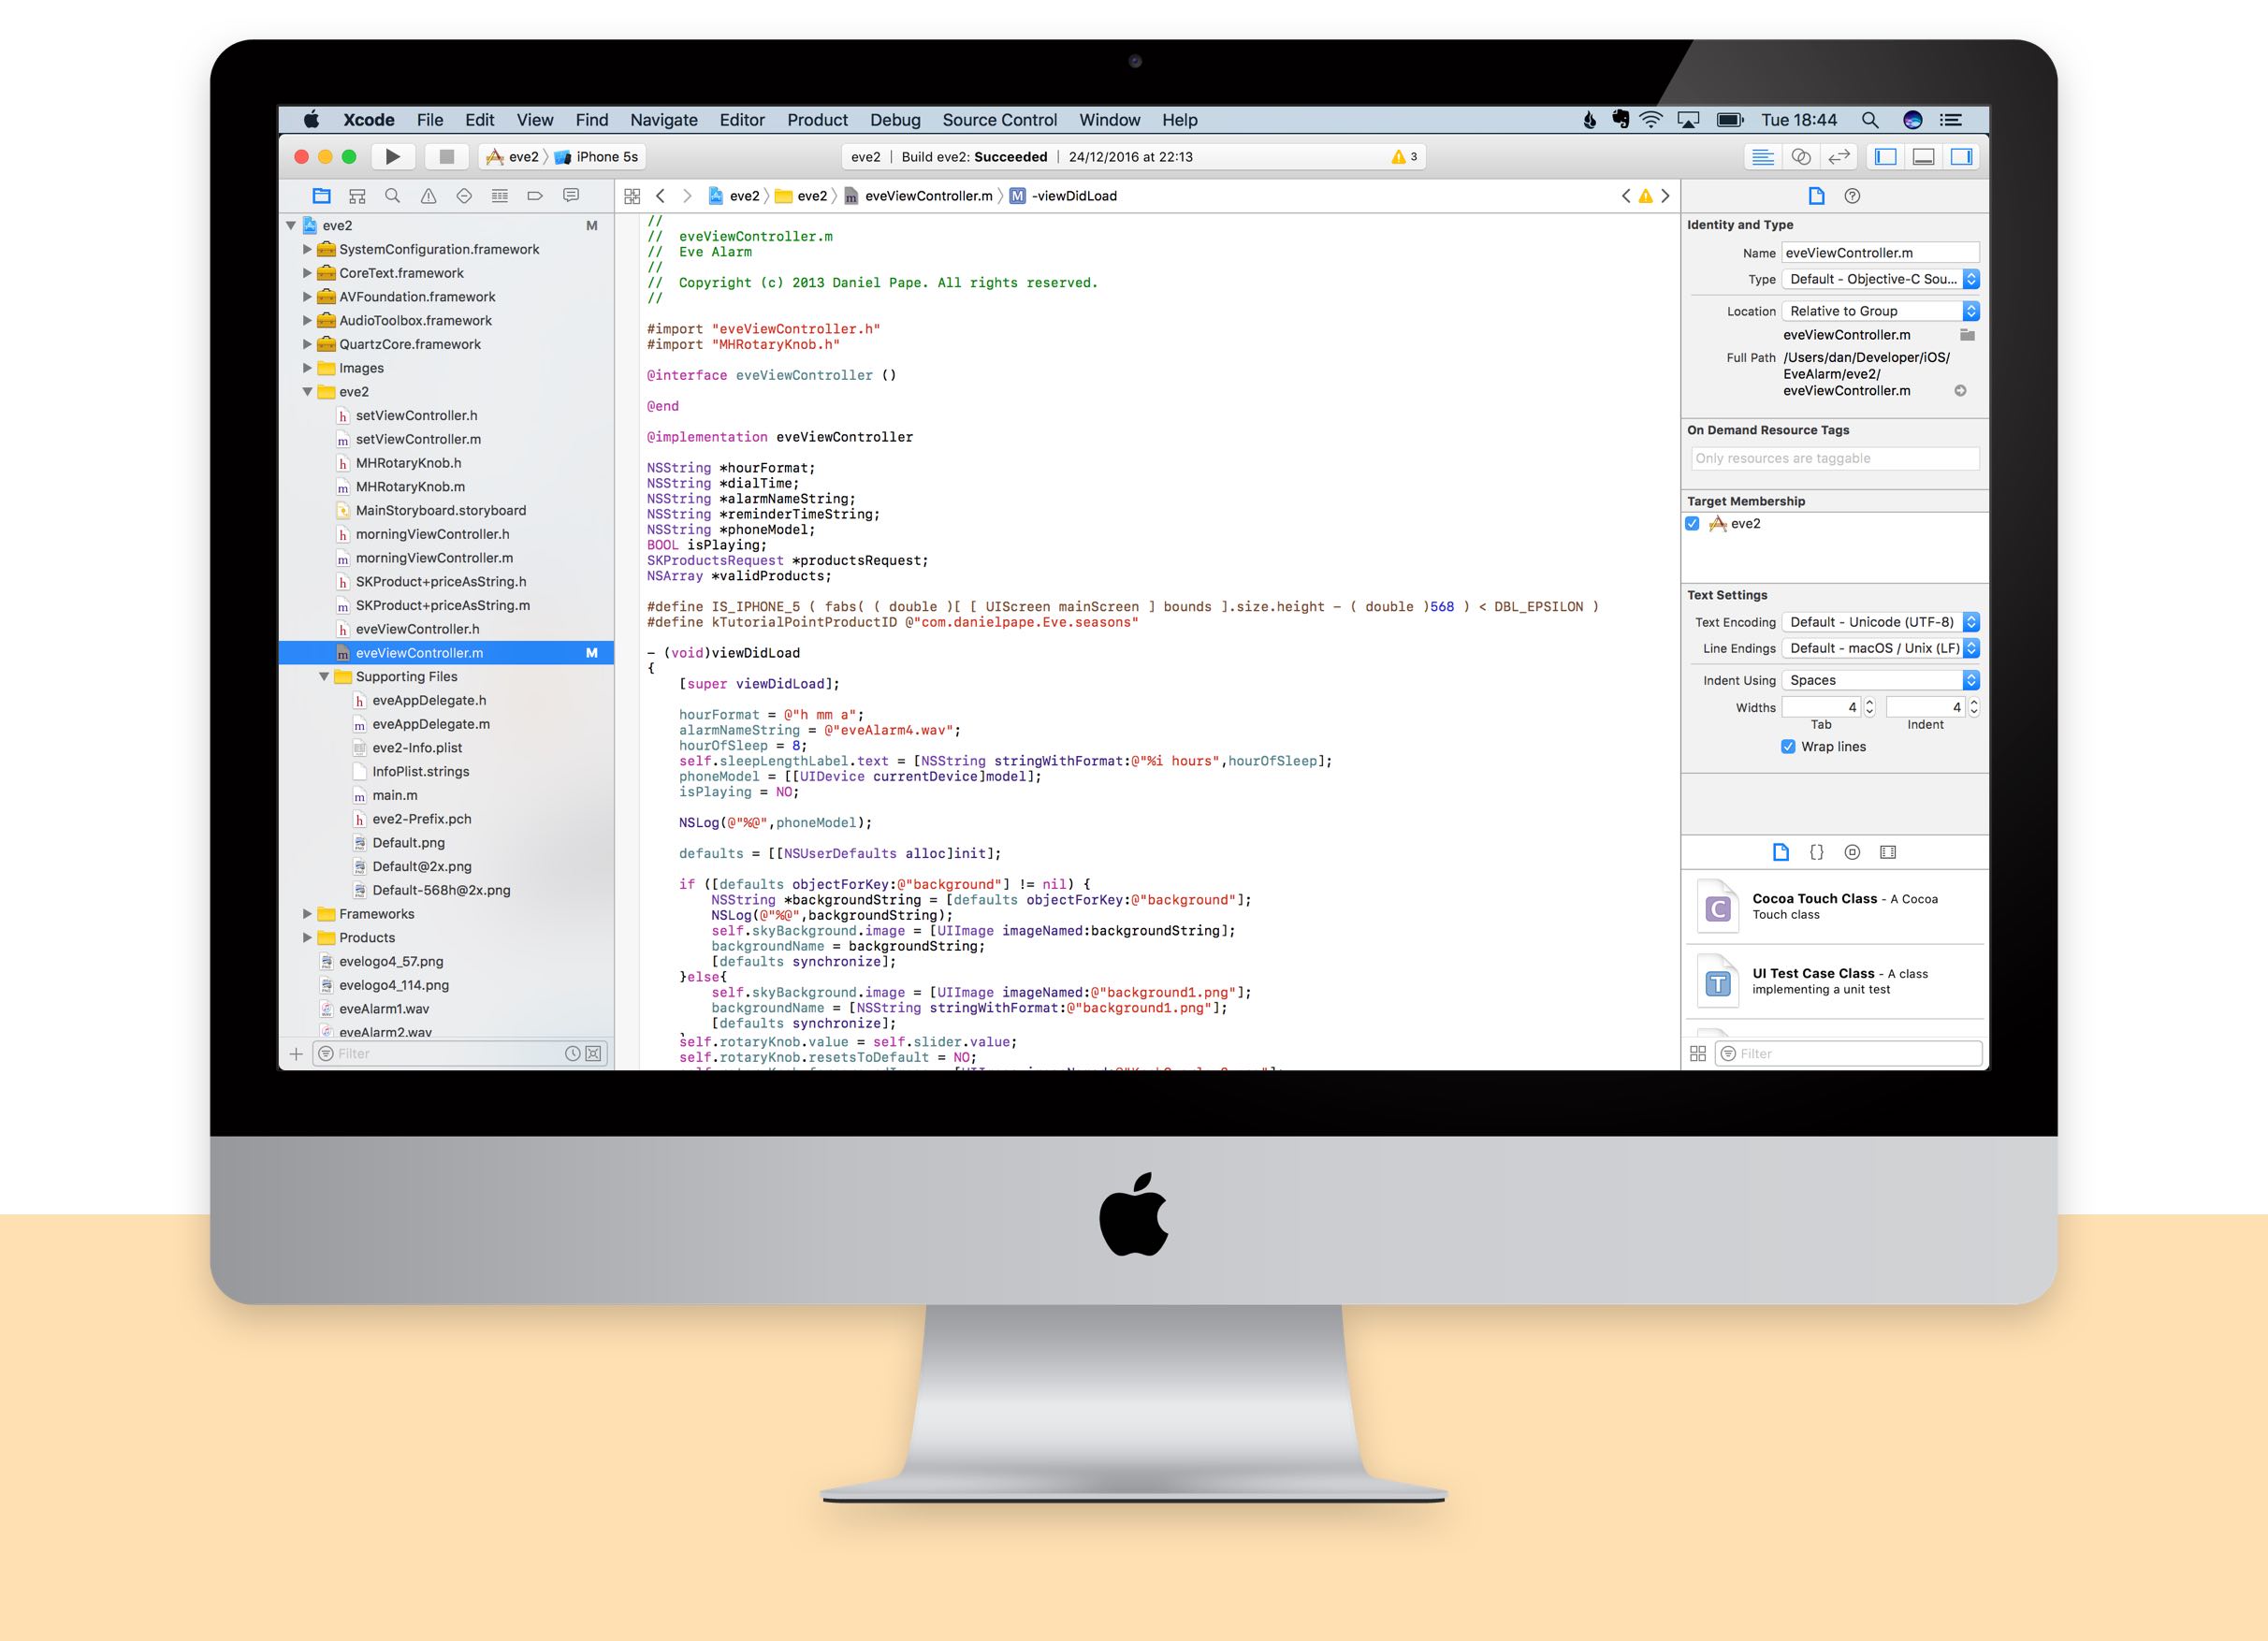 Xcode File Edit View Find Navigate Editor Product Debug Source Control Window Help Tue 18:44
eve2 iPhone 5s eve2 | Build eve2: Succeeded | 24/12/2016 at 22:13 3
eve2 M
SystemConfiguration.framework
CoreText.framework
AVFoundation.framework
AudioToolbox.framework
QuartzCore.framework
Images
eve2
setViewController.h
setViewController.m
MHRotaryKnob.h
MHRotaryKnob.m
MainStoryboard.storyboard
morningViewController.h
morningViewController.m
SKProduct+priceAsString.h
SKProduct+priceAsString.m
eveViewController.h
eveViewController.m M
Supporting Files
eveAppDelegate.h
eveAppDelegate.m
eve2-Info.plist
InfoPlist.strings
main.m
eve2-Prefix.pch
Default.png
Default@2x.png
Default-568h@2x.png
Frameworks
Products
evelogo4_57.png
evelogo4_114.png
eveAlarm1.wav
eveAlarm2.wav
Filter
eve2 eve2 m eveViewController.m M -viewDidLoad
//
// eveViewController.m
// Eve Alarm
//
// Copyright (c) 2013 Daniel Pape. All rights reserved.
//
#import "eveViewController.h"
#import "MHRotaryKnob.h"
@interface eveViewController ()
@end
@implementation eveViewController
NSString *hourFormat;
NSString *dialTime;
NSString *alarmNameString;
NSString *reminderTimeString;
NSString *phoneModel;
BOOL isPlaying;
SKProductsRequest *productsRequest;
NSArray *validProducts;
#define IS_IPHONE_5 ( fabs( ( double )[ [ UIScreen mainScreen ] bounds ].size.height - ( double )568 ) < DBL_EPSILON )
#define kTutorialPointProductID @"com.danielpape.Eve.seasons"
- (void)viewDidLoad
{
[super viewDidLoad];
hourFormat = @"h mm a";
alarmNameString = @"eveAlarm4.wav";
hourOfSleep = 8;
self.sleepLengthLabel.text = [NSString stringWithFormat:@"%i hours",hourOfSleep];
phoneModel = [[UIDevice currentDevice]model];
isPlaying = NO;
NSLog(@"%@",phoneModel);
defaults = [[NSUserDefaults alloc]init];
if ([defaults objectForKey:@"background"] != nil) {
NSString *backgroundString = [defaults objectForKey:@"background"];
NSLog(@"%@",backgroundString);
self.skyBackground.image = [UIImage imageNamed:backgroundString];
backgroundName = backgroundString;
[defaults synchronize];
}else{
self.skyBackground.image = [UIImage imageNamed:@"background1.png"];
backgroundName = [NSString stringWithFormat:@"background1.png"];
[defaults synchronize];
}
self.rotaryKnob.value = self.slider.value;
self.rotaryKnob.resetsToDefault = NO;
Identity and Type
Name eveViewController.m
Type Default - Objective-C Sou...
Location Relative to Group
eveViewController.m
Full Path /Users/dan/Developer/iOS/
EveAlarm/eve2/
eveViewController.m
On Demand Resource Tags
Only resources are taggable
Target Membership
eve2
Text Settings
Text Encoding Default - Unicode (UTF-8)
Line Endings Default - macOS / Unix (LF)
Indent Using Spaces
Widths 4 4
Tab Indent
Wrap lines
{}
C Cocoa Touch Class - A Cocoa
Touch class
T UI Test Case Class - A class
implementing a unit test
Filter